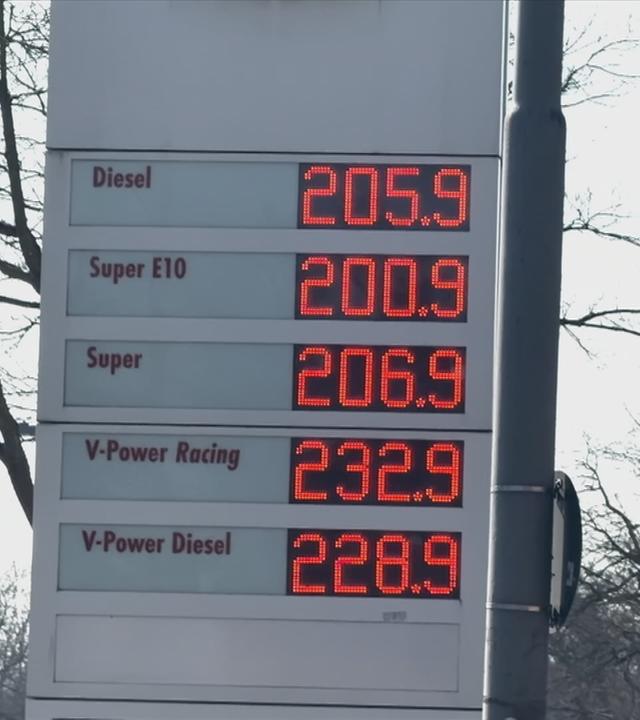 Diesel 205.9
Super E10 200.9
Super 206.9
V-Power Racing 232.9
V-Power Diesel 228.9